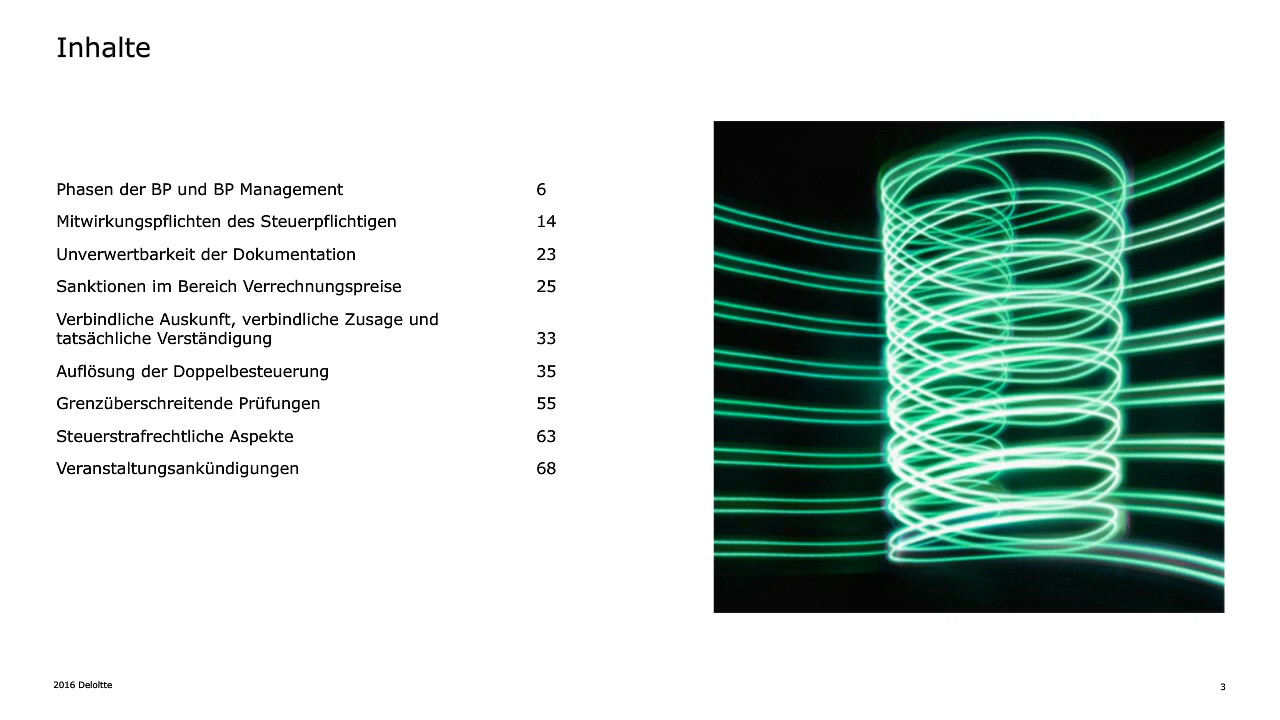 Inhalte
Phasen der BP und BP Management 6
Mitwirkungspflichten des Steuerpflichtigen 14
Unverwertbarkeit der Dokumentation 23
Sanktionen im Bereich Verrechnungspreise 25
Verbindliche Auskunft, verbindliche Zusage und
tatsächliche Verständigung 33
Auflösung der Doppelbesteuerung 35
Grenzüberschreitende Prüfungen 55
Steuerstrafrechtliche Aspekte 63
Veranstaltungsankündigungen 68
2016 Deloitte
3